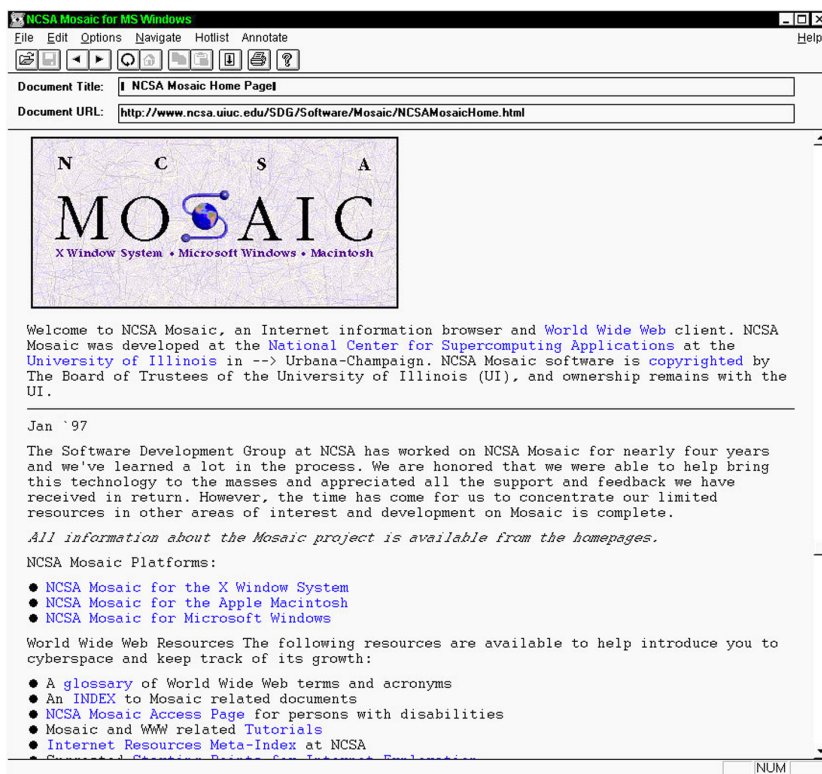 NCSA Mosaic for MS Windows
File Edit Options Navigate Hotlist Annotate Help
Document Title: NCSA Mosaic Home Page
Document URL: http://www.ncsa.uiuc.edu/SDG/Software/Mosaic/NCSAMosaicHome.html
N C S A
MOSAIC
X Window System • Microsoft Windows • Macintosh
Welcome to NCSA Mosaic, an Internet information browser and World Wide Web client. NCSA
Mosaic was developed at the National Center for Supercomputing Applications at the
University of Illinois in --> Urbana-Champaign. NCSA Mosaic software is copyrighted by
The Board of Trustees of the University of Illinois (UI), and ownership remains with the
UI.
Jan `97
The Software Development Group at NCSA has worked on NCSA Mosaic for nearly four years
and we've learned a lot in the process. We are honored that we were able to help bring
this technology to the masses and appreciated all the support and feedback we have
received in return. However, the time has come for us to concentrate our limited
resources in other areas of interest and development on Mosaic is complete.
All information about the Mosaic project is available from the homepages.
NCSA Mosaic Platforms:
● NCSA Mosaic for the X Window System
● NCSA Mosaic for the Apple Macintosh
● NCSA Mosaic for Microsoft Windows
World Wide Web Resources The following resources are available to help introduce you to
cyberspace and keep track of its growth:
● A glossary of World Wide Web terms and acronyms
● An INDEX to Mosaic related documents
● NCSA Mosaic Access Page for persons with disabilities
● Mosaic and WWW related Tutorials
● Internet Resources Meta-Index at NCSA
● Suggested Starting Points for Internet Exploration
NUM